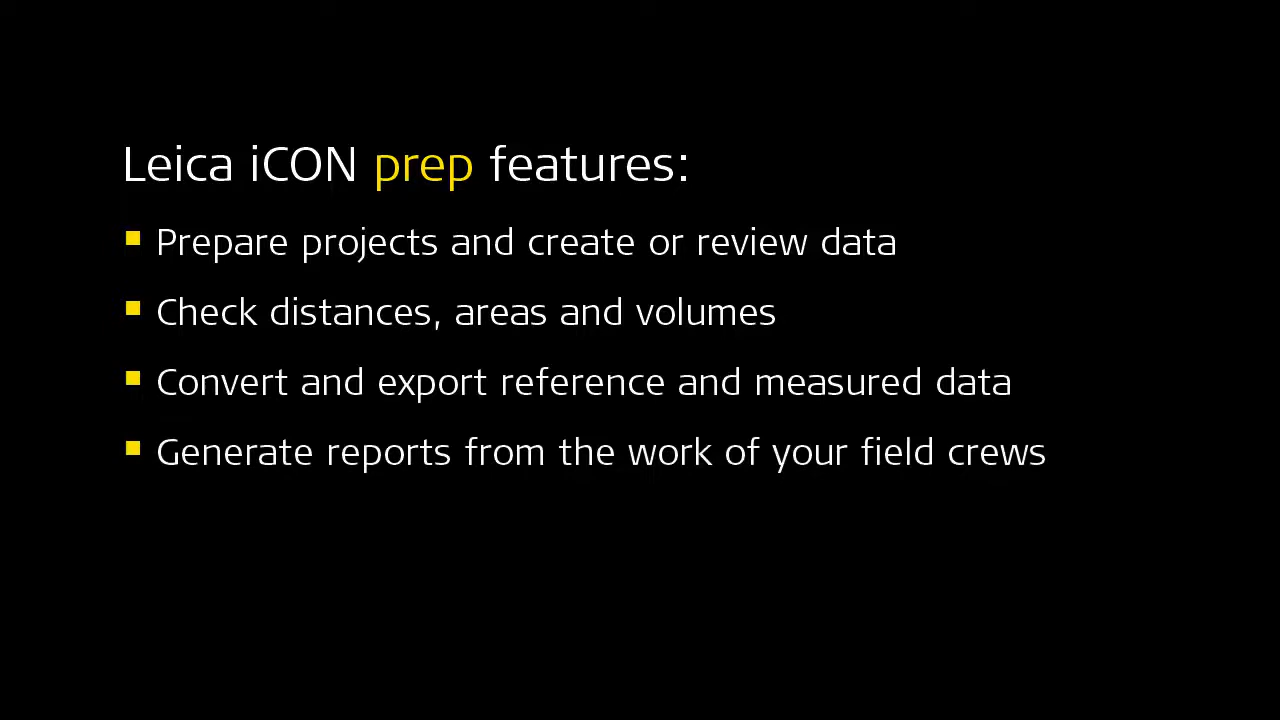 Leica iCON prep features:
Prepare projects and create or review data
Check distances, areas and volumes
Convert and export reference and measured data
Generate reports from the work of your field crews